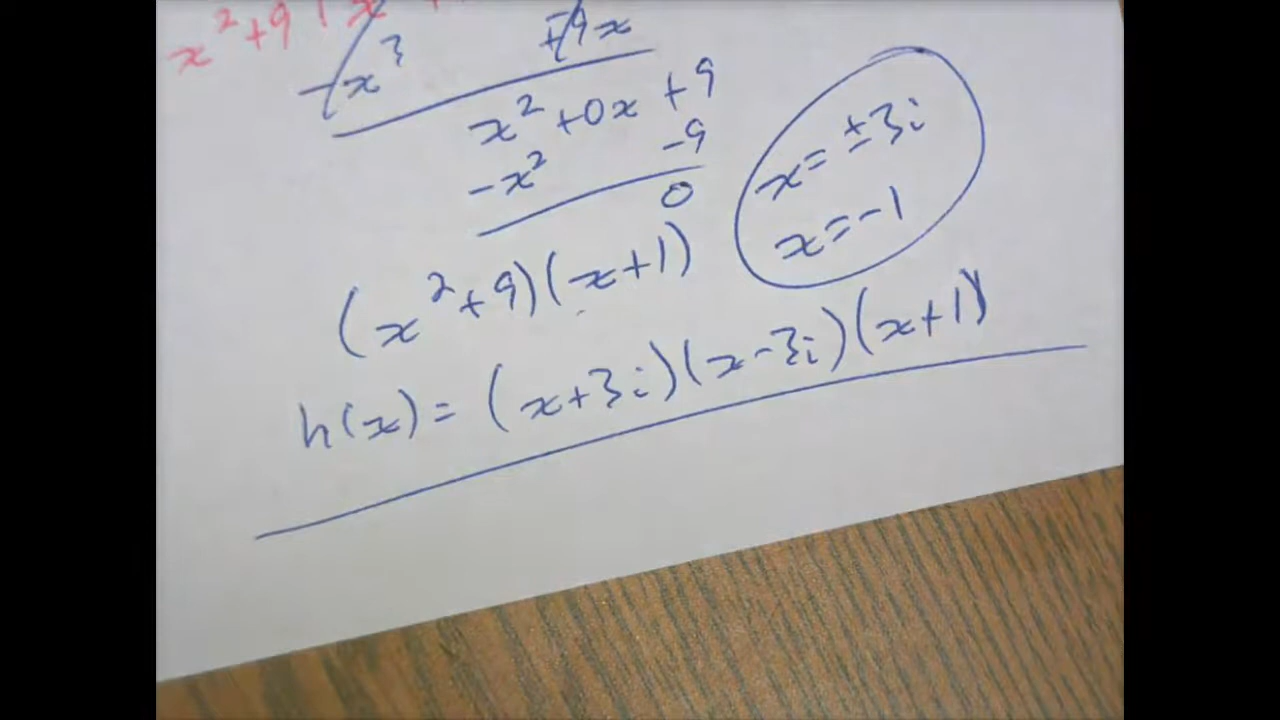 x²+9
-x³ +9x
x²+0x+9
-x² -9
0
x=±3i
x=-1
(x²+9)(x+1)
h(x)=(x+3i)(x-3i)(x+1)